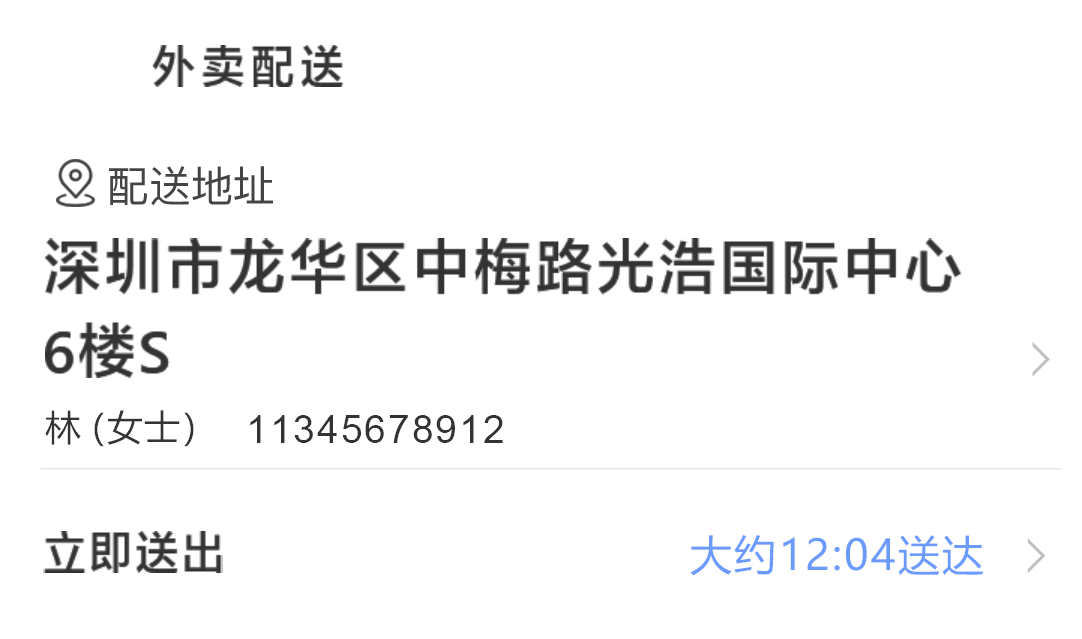 外卖配送
配送地址
深圳市龙华区中梅路光浩国际中心
6楼S
林(女士) 11345678912
立即送出 大约12:04送达